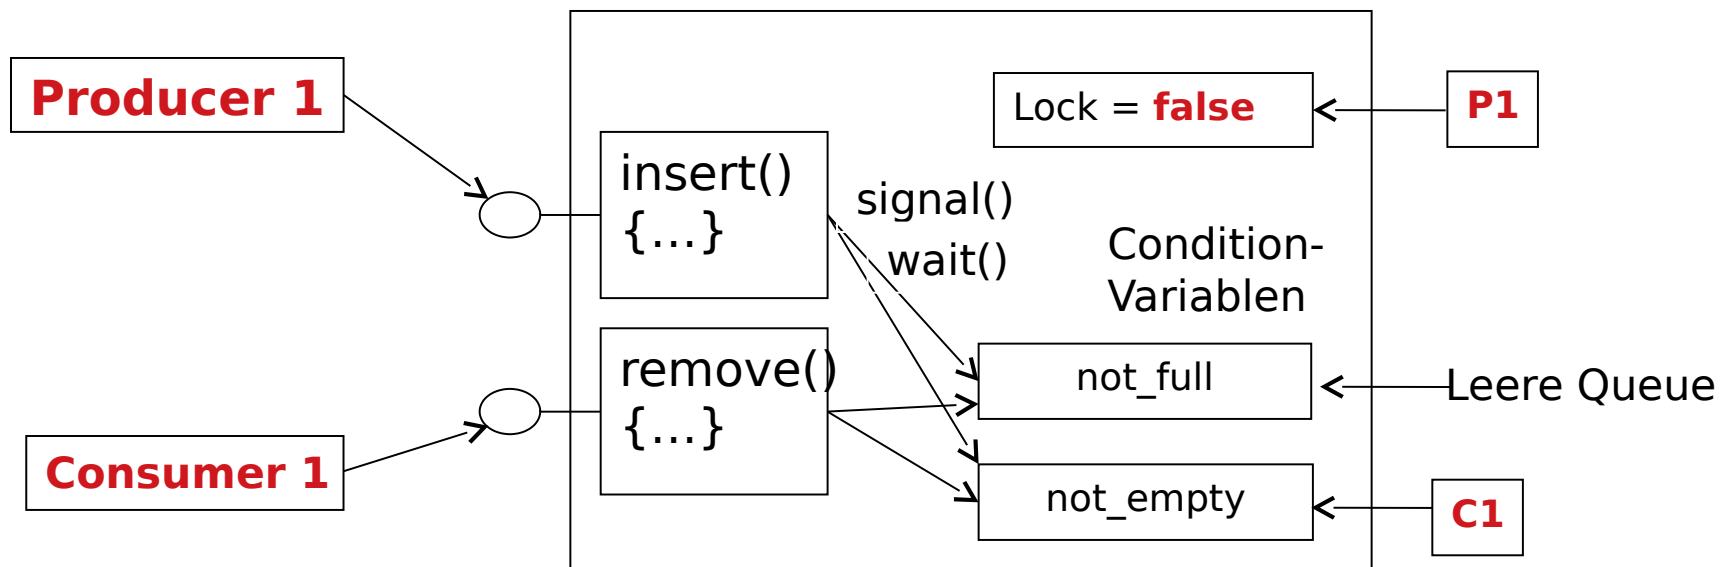 Producer 1
Lock = false
P1
insert()
{...}
signal()
wait()
Condition-
Variablen
remove()
{...}
not_full
Leere Queue
Consumer 1
not_empty
C1